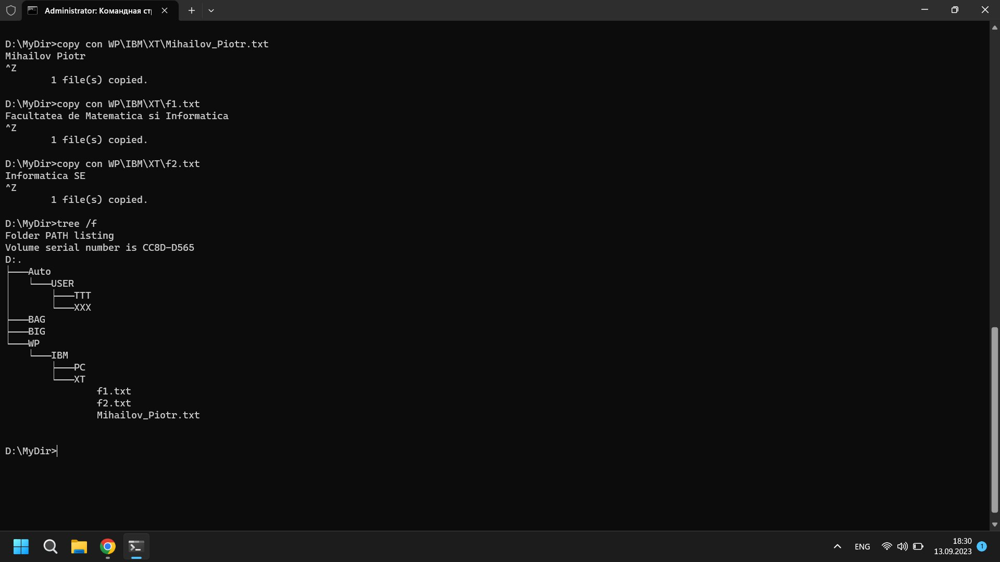 Administrator: Командная ст
D:\MyDir>copy con WP\IBM\XT\Mihailov_Piotr.txt
Mihailov Piotr
^Z
        1 file(s) copied.
D:\MyDir>copy con WP\IBM\XT\f1.txt
Facultatea de Matematica si Informatica
^Z
        1 file(s) copied.
D:\MyDir>copy con WP\IBM\XT\f2.txt
Informatica SE
^Z
        1 file(s) copied.
D:\MyDir>tree /f
Folder PATH listing
Volume serial number is CC8D-D565
D:.
├───Auto
│   └───USER
│       ├───TTT
│       └───XXX
├───BAG
├───BIG
└───WP
    └───IBM
        ├───PC
        └───XT
                f1.txt
                f2.txt
                Mihailov_Piotr.txt
D:\MyDir>
ENG
18:30
13.09.2023
1